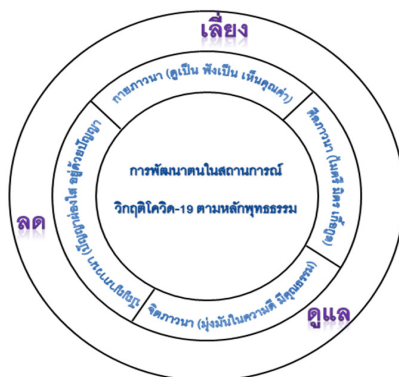 เลี่ยง
กายภาวนา (ดูเป็น ฟังเป็น เห็นคุณค่า)
ศีลภาวนา (ไมตรี มิตร เกื้อกูล)
ปัญญาภาวนา (ปัญญาผ่องใส อยู่ด้วยปัญญา)
การพัฒนาตนในสถานการณ์
วิกฤติโควิด-19 ตามหลักพุทธธรรม
ลด
จิตภาวนา (มุ่งมั่นในความดี มีคุณธรรม)
ดูแล